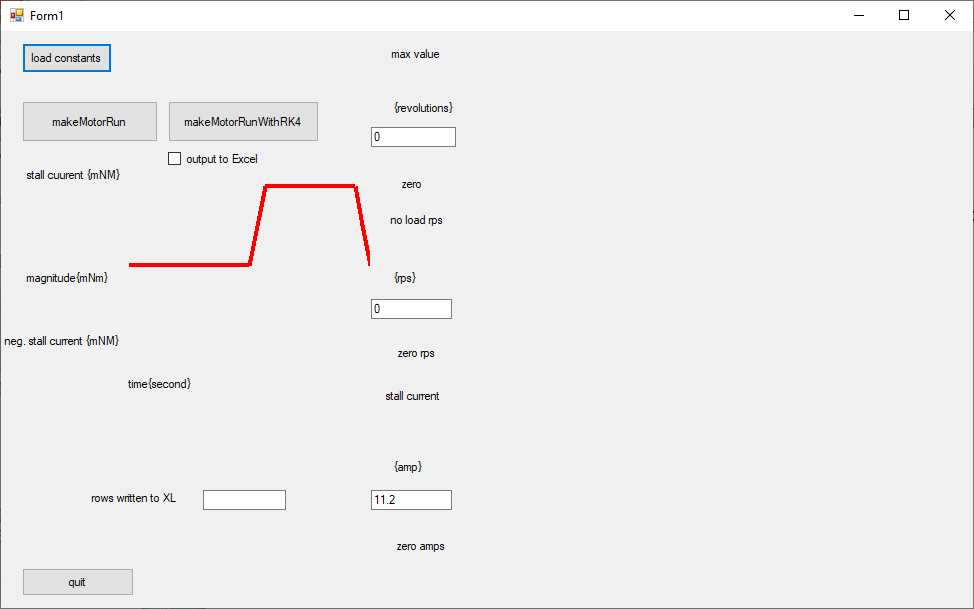 Form1
load constants
max value
{revolutions}
makeMotorRun
makeMotorRunWithRK4
0
output to Excel
stall cuurent {mNM}
zero
no load rps
magnitude{mNm}
{rps}
0
neg. stall current {mNM}
zero rps
time{second}
stall current
{amp}
rows written to XL
11.2
zero amps
quit